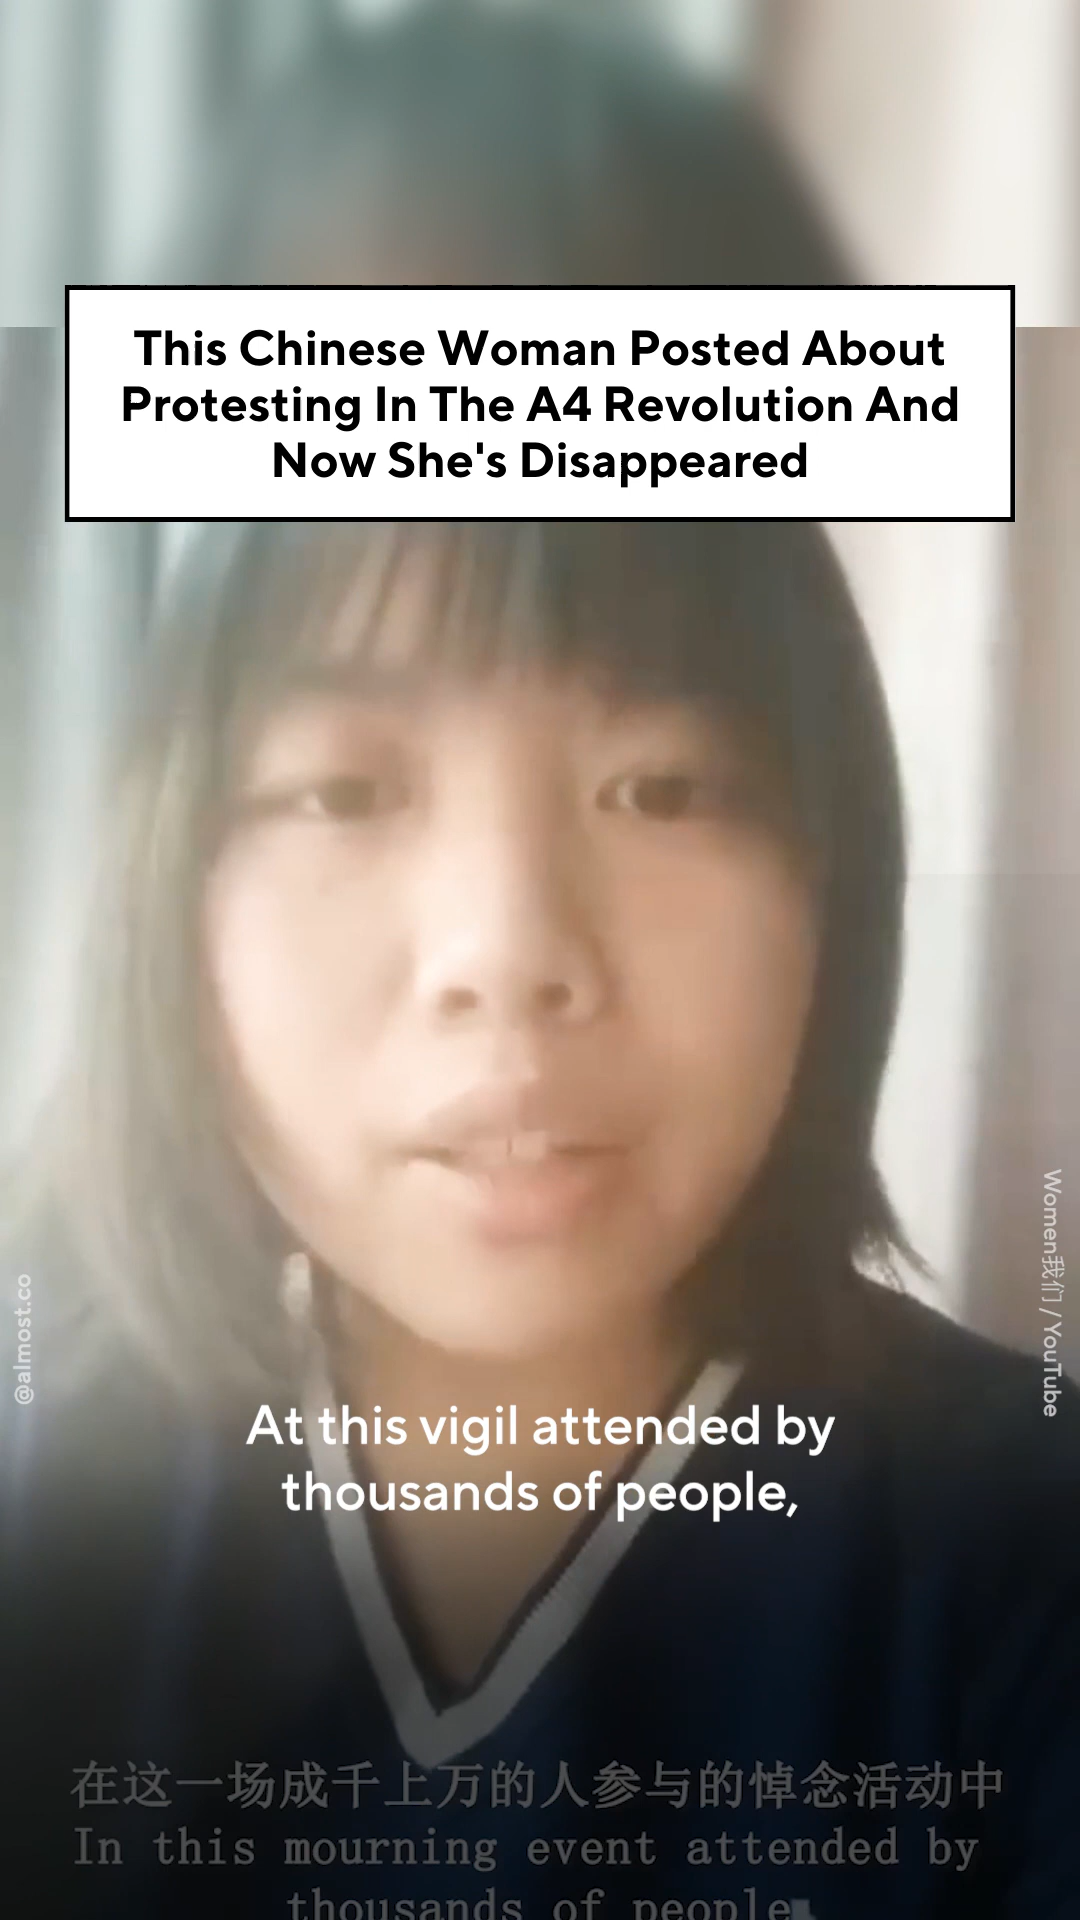 This Chinese Woman Posted About
Protesting In The A4 Revolution And
Now She's Disappeared
Women我们 / YouTube
@almost.co
At this vigil attended by
thousands of people,
在这一场成千上万的人参与的悼念活动中
In this mourning event attended by
thousands of people